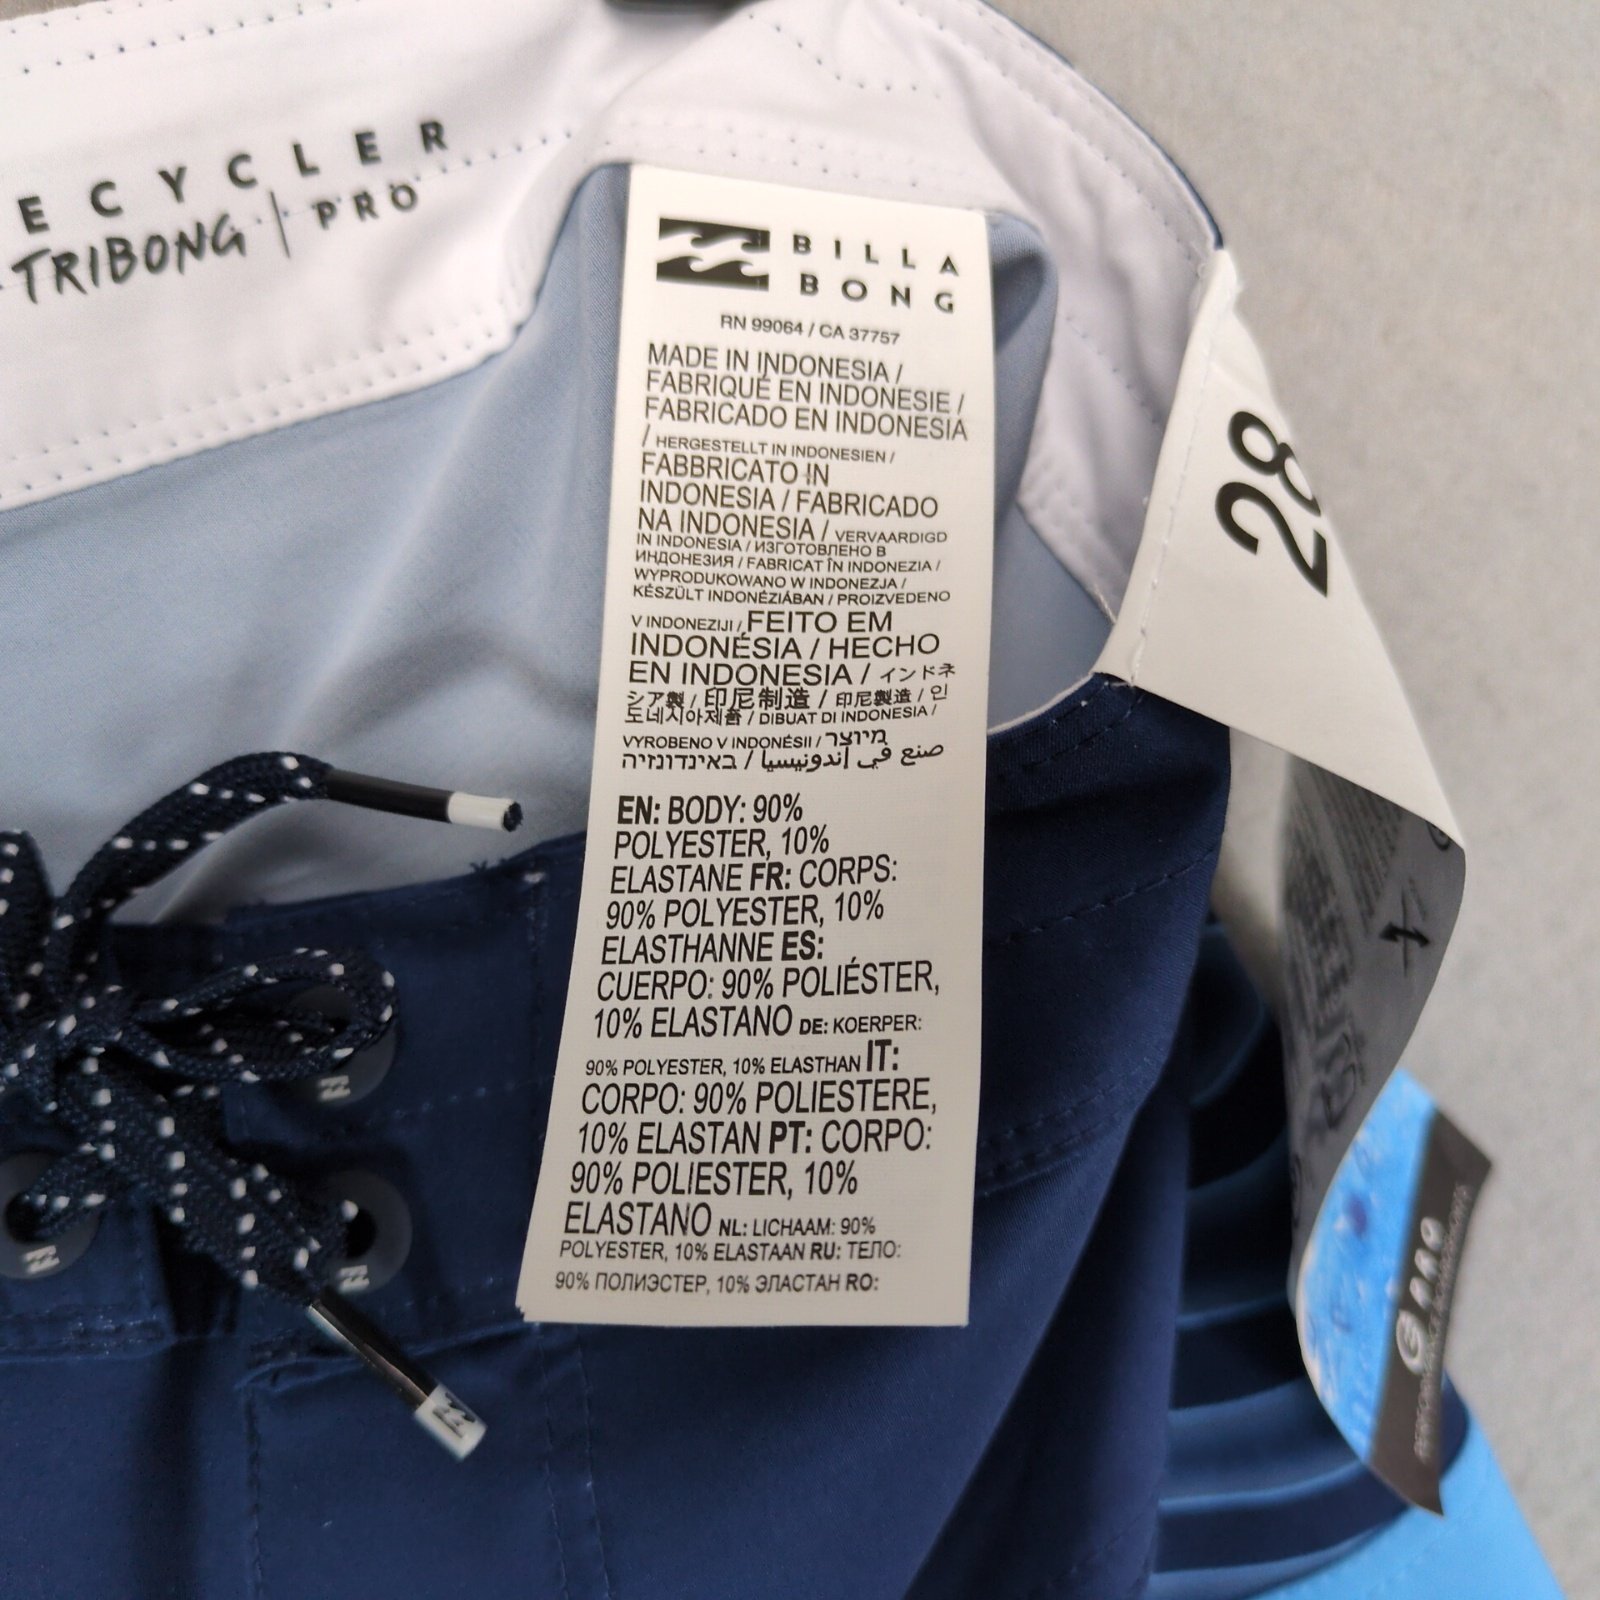 ECYCLER
TRIBONG | PRO
BILLA
BONG
RN 99064 / CA 37757
MADE IN INDONESIA /
FABRIQUÉ EN INDONESIE /
FABRICADO EN INDONESIA
/ HERGESTELLT IN INDONESIEN /
FABBRICATO IN
INDONESIA / FABRICADO
NA INDONESIA / VERVAARDIGD
IN INDONESIA / ИЗГОТОВЛЕНО В
ИНДОНЕЗИЯ / FABRICAT ÎN INDONEZIA /
WYPRODUKOWANO W INDONEZJA /
KÉSZÜLT INDONÉZIÁBAN / PROIZVEDENO
V INDONEZIJI / FEITO EM
INDONÉSIA / HECHO
EN INDONESIA / インドネ
シア製 / 印尼制造 / 印尼製造 / 인
도네시아제품 / DIBUAT DI INDONESIA /
VYROBENO V INDONÉSII / מיוצר
באינדונזיה / صنع في اندونيسيا
EN: BODY: 90%
POLYESTER, 10%
ELASTANE FR: CORPS:
90% POLYESTER, 10%
ELASTHANNE ES:
CUERPO: 90% POLIÉSTER,
10% ELASTANO DE: KOERPER:
90% POLYESTER, 10% ELASTHAN IT:
CORPO: 90% POLIESTERE,
10% ELASTAN PT: CORPO:
90% POLIESTER, 10%
ELASTANO NL: LICHAAM: 90%
POLYESTER, 10% ELASTAAN RU: ТЕЛО:
90% ПОЛИЭСТЕР, 10% ЭЛАСТАН RO:
28